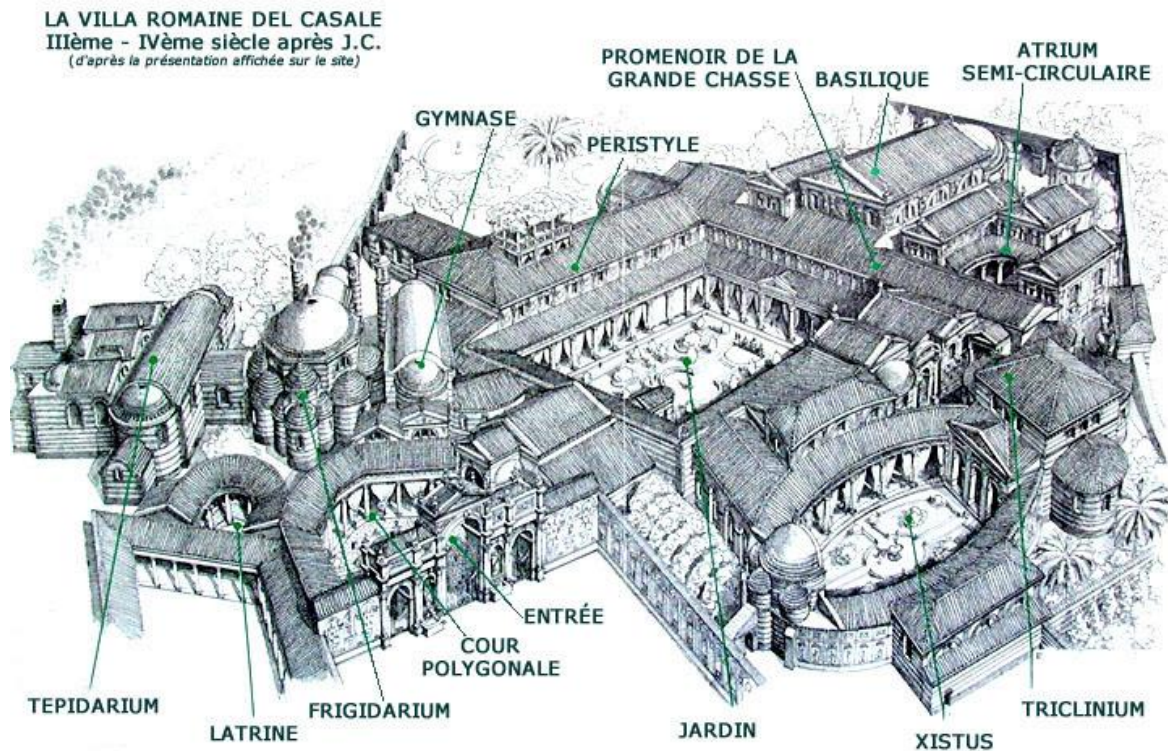 LA VILLA ROMAINE DEL CASALE
IIIème - IVème siècle après J.C.
(d'après la présentation affichée sur le site)
PROMENOIR DE LA
GRANDE CHASSE
BASILIQUE
ATRIUM
SEMI-CIRCULAIRE
GYMNASE
PERISTYLE
ENTRÉE
COUR
POLYGONALE
TEPIDARIUM
LATRINE
FRIGIDARIUM
JARDIN
XISTUS
TRICLINIUM